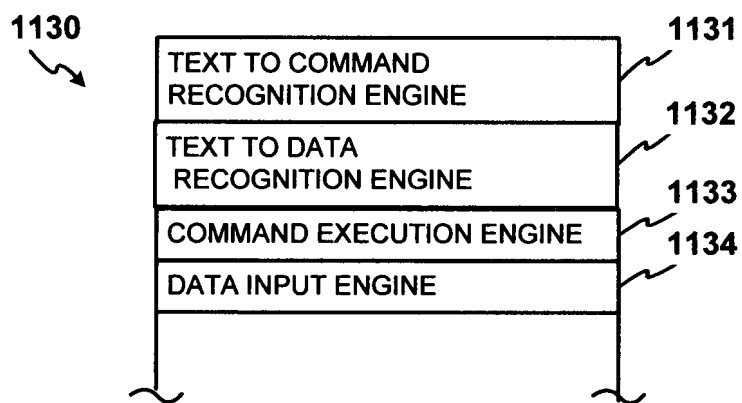 1130
1131
TEXT TO COMMAND
RECOGNITION ENGINE
1132
TEXT TO DATA
RECOGNITION ENGINE
1133
COMMAND EXECUTION ENGINE
1134
DATA INPUT ENGINE